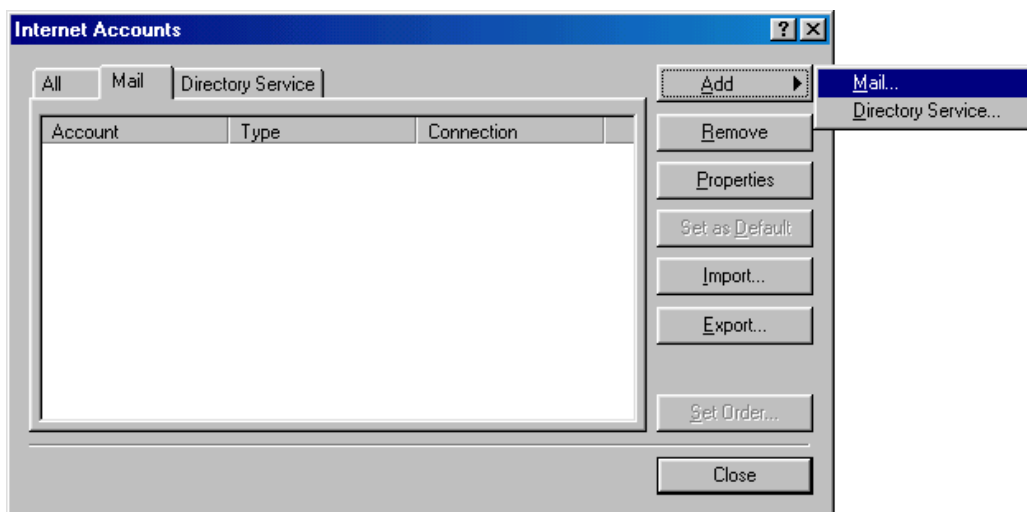 Internet Accounts
All Mail Directory Service
Account Type Connection
Add
Mail...
Directory Service...
Remove
Properties
Set as Default
Import...
Export...
Set Order...
Close